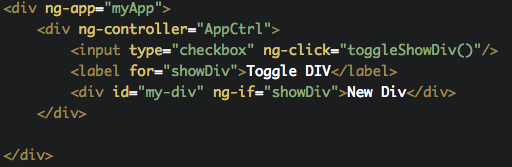 <div ng-app="myApp">
    <div ng-controller="AppCtrl">
        <input type="checkbox" ng-click="toggleShowDiv()"/>
        <label for="showDiv">Toggle DIV</label>
        <div id="my-div" ng-if="showDiv">New Div</div>
    </div>
</div>